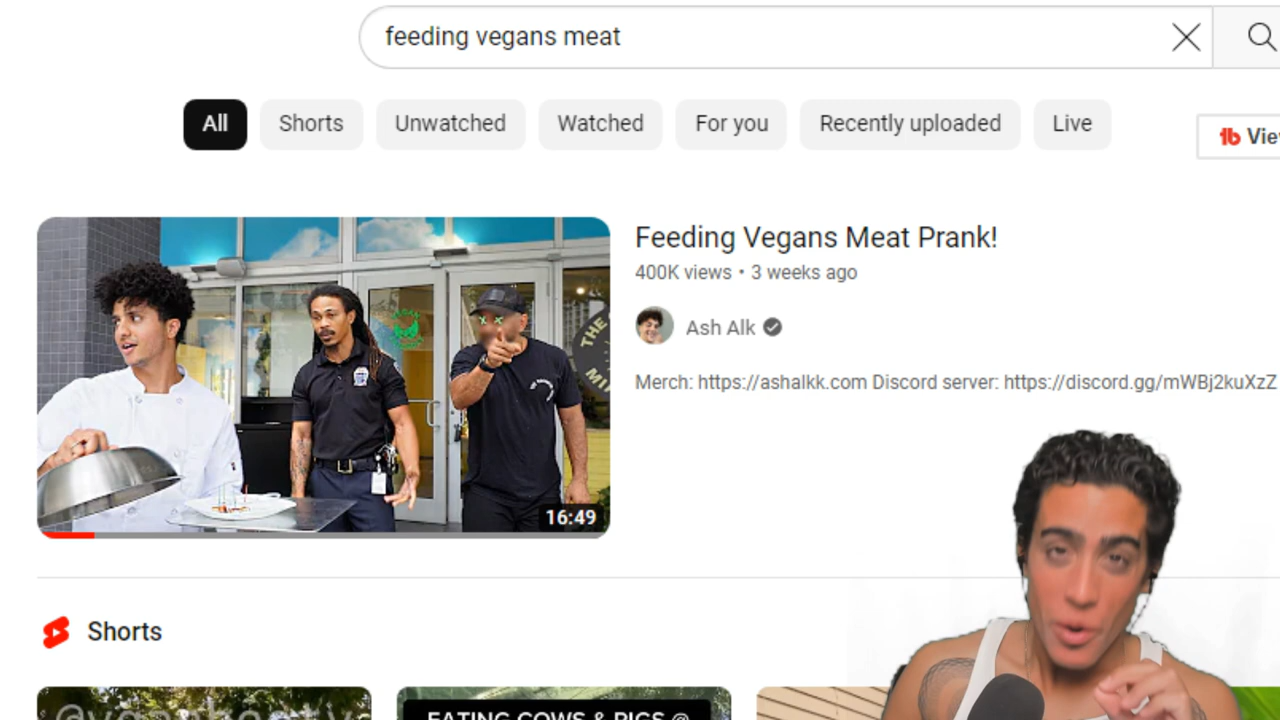 feeding vegans meat
All
Shorts
Unwatched
Watched
For you
Recently uploaded
Live
Vie
Feeding Vegans Meat Prank!
400K views • 3 weeks ago
Ash Alk
Merch: https://ashalkk.com Discord server: https://discord.gg/mWBj2kuXzZ
THE
16:49
Shorts
EATING COWS & PIGS @